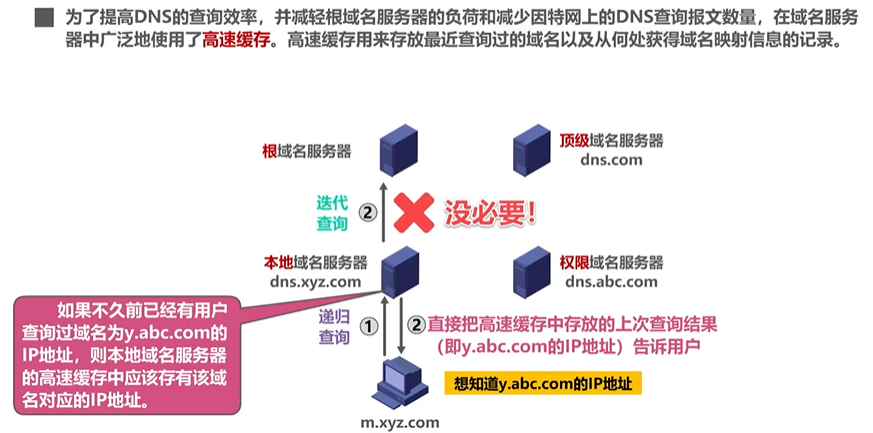 为了提高DNS的查询效率，并减轻根域名服务器的负荷和减少因特网上的DNS查询报文数量，在域名服务
器中广泛地使用了高速缓存。高速缓存用来存放最近查询过的域名以及从何处获得域名映射信息的记录。
根域名服务器
顶级域名服务器
dns.com
迭代
查询
②
没必要！
本地域名服务器
dns.xyz.com
权限域名服务器
dns.abc.com
如果不久前已经有用户
查询过域名为y.abc.com的
IP地址，则本地域名服务器
的高速缓存中应该存有该域
名对应的IP地址。
递归
查询
①
②
直接把高速缓存中存放的上次查询结果
（即y.abc.com的IP地址）告诉用户
想知道y.abc.com的IP地址
m.xyz.com